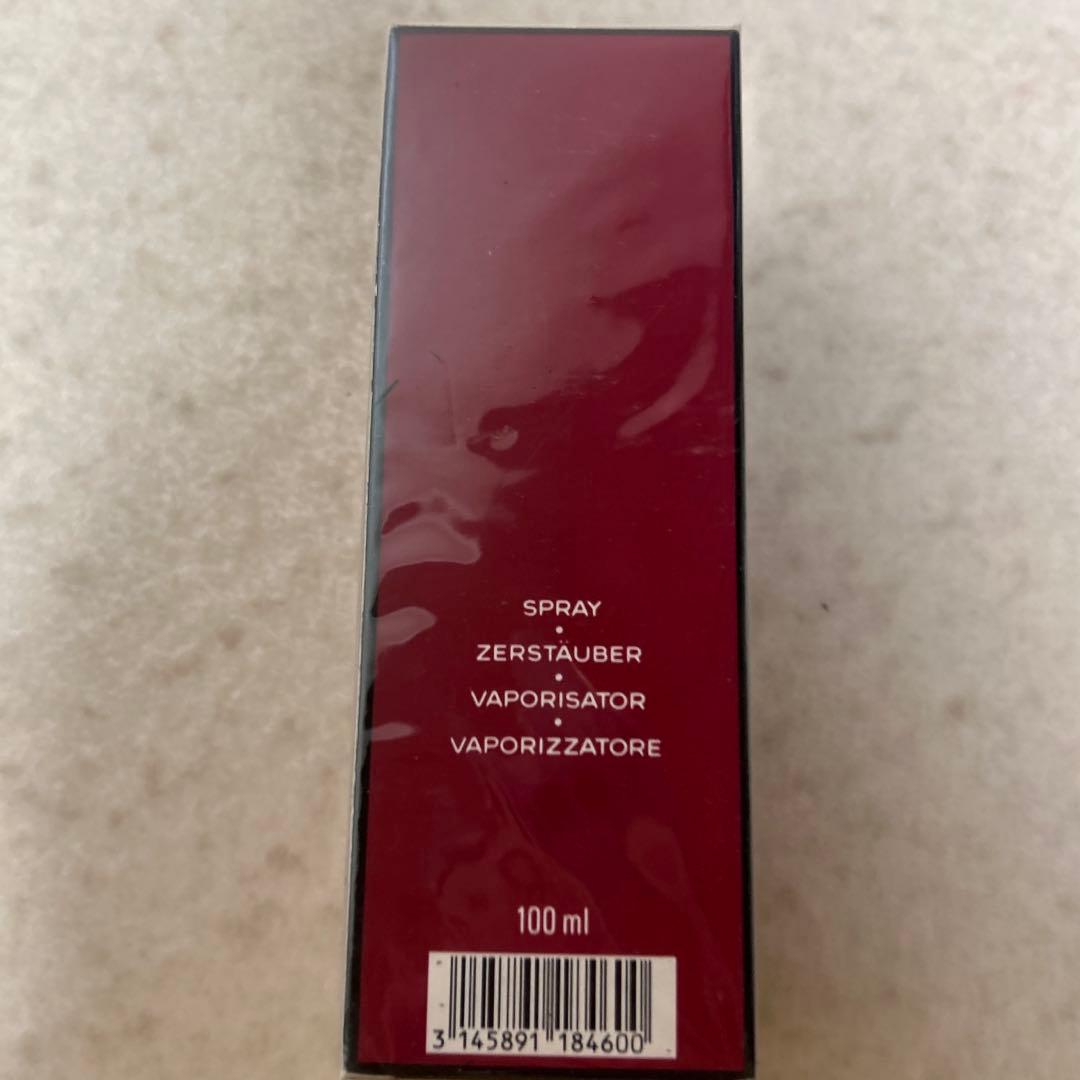 SPRAY
•
ZERSTÄUBER
•
VAPORISATOR
•
VAPORIZZATORE
100 ml
3 145891 184600